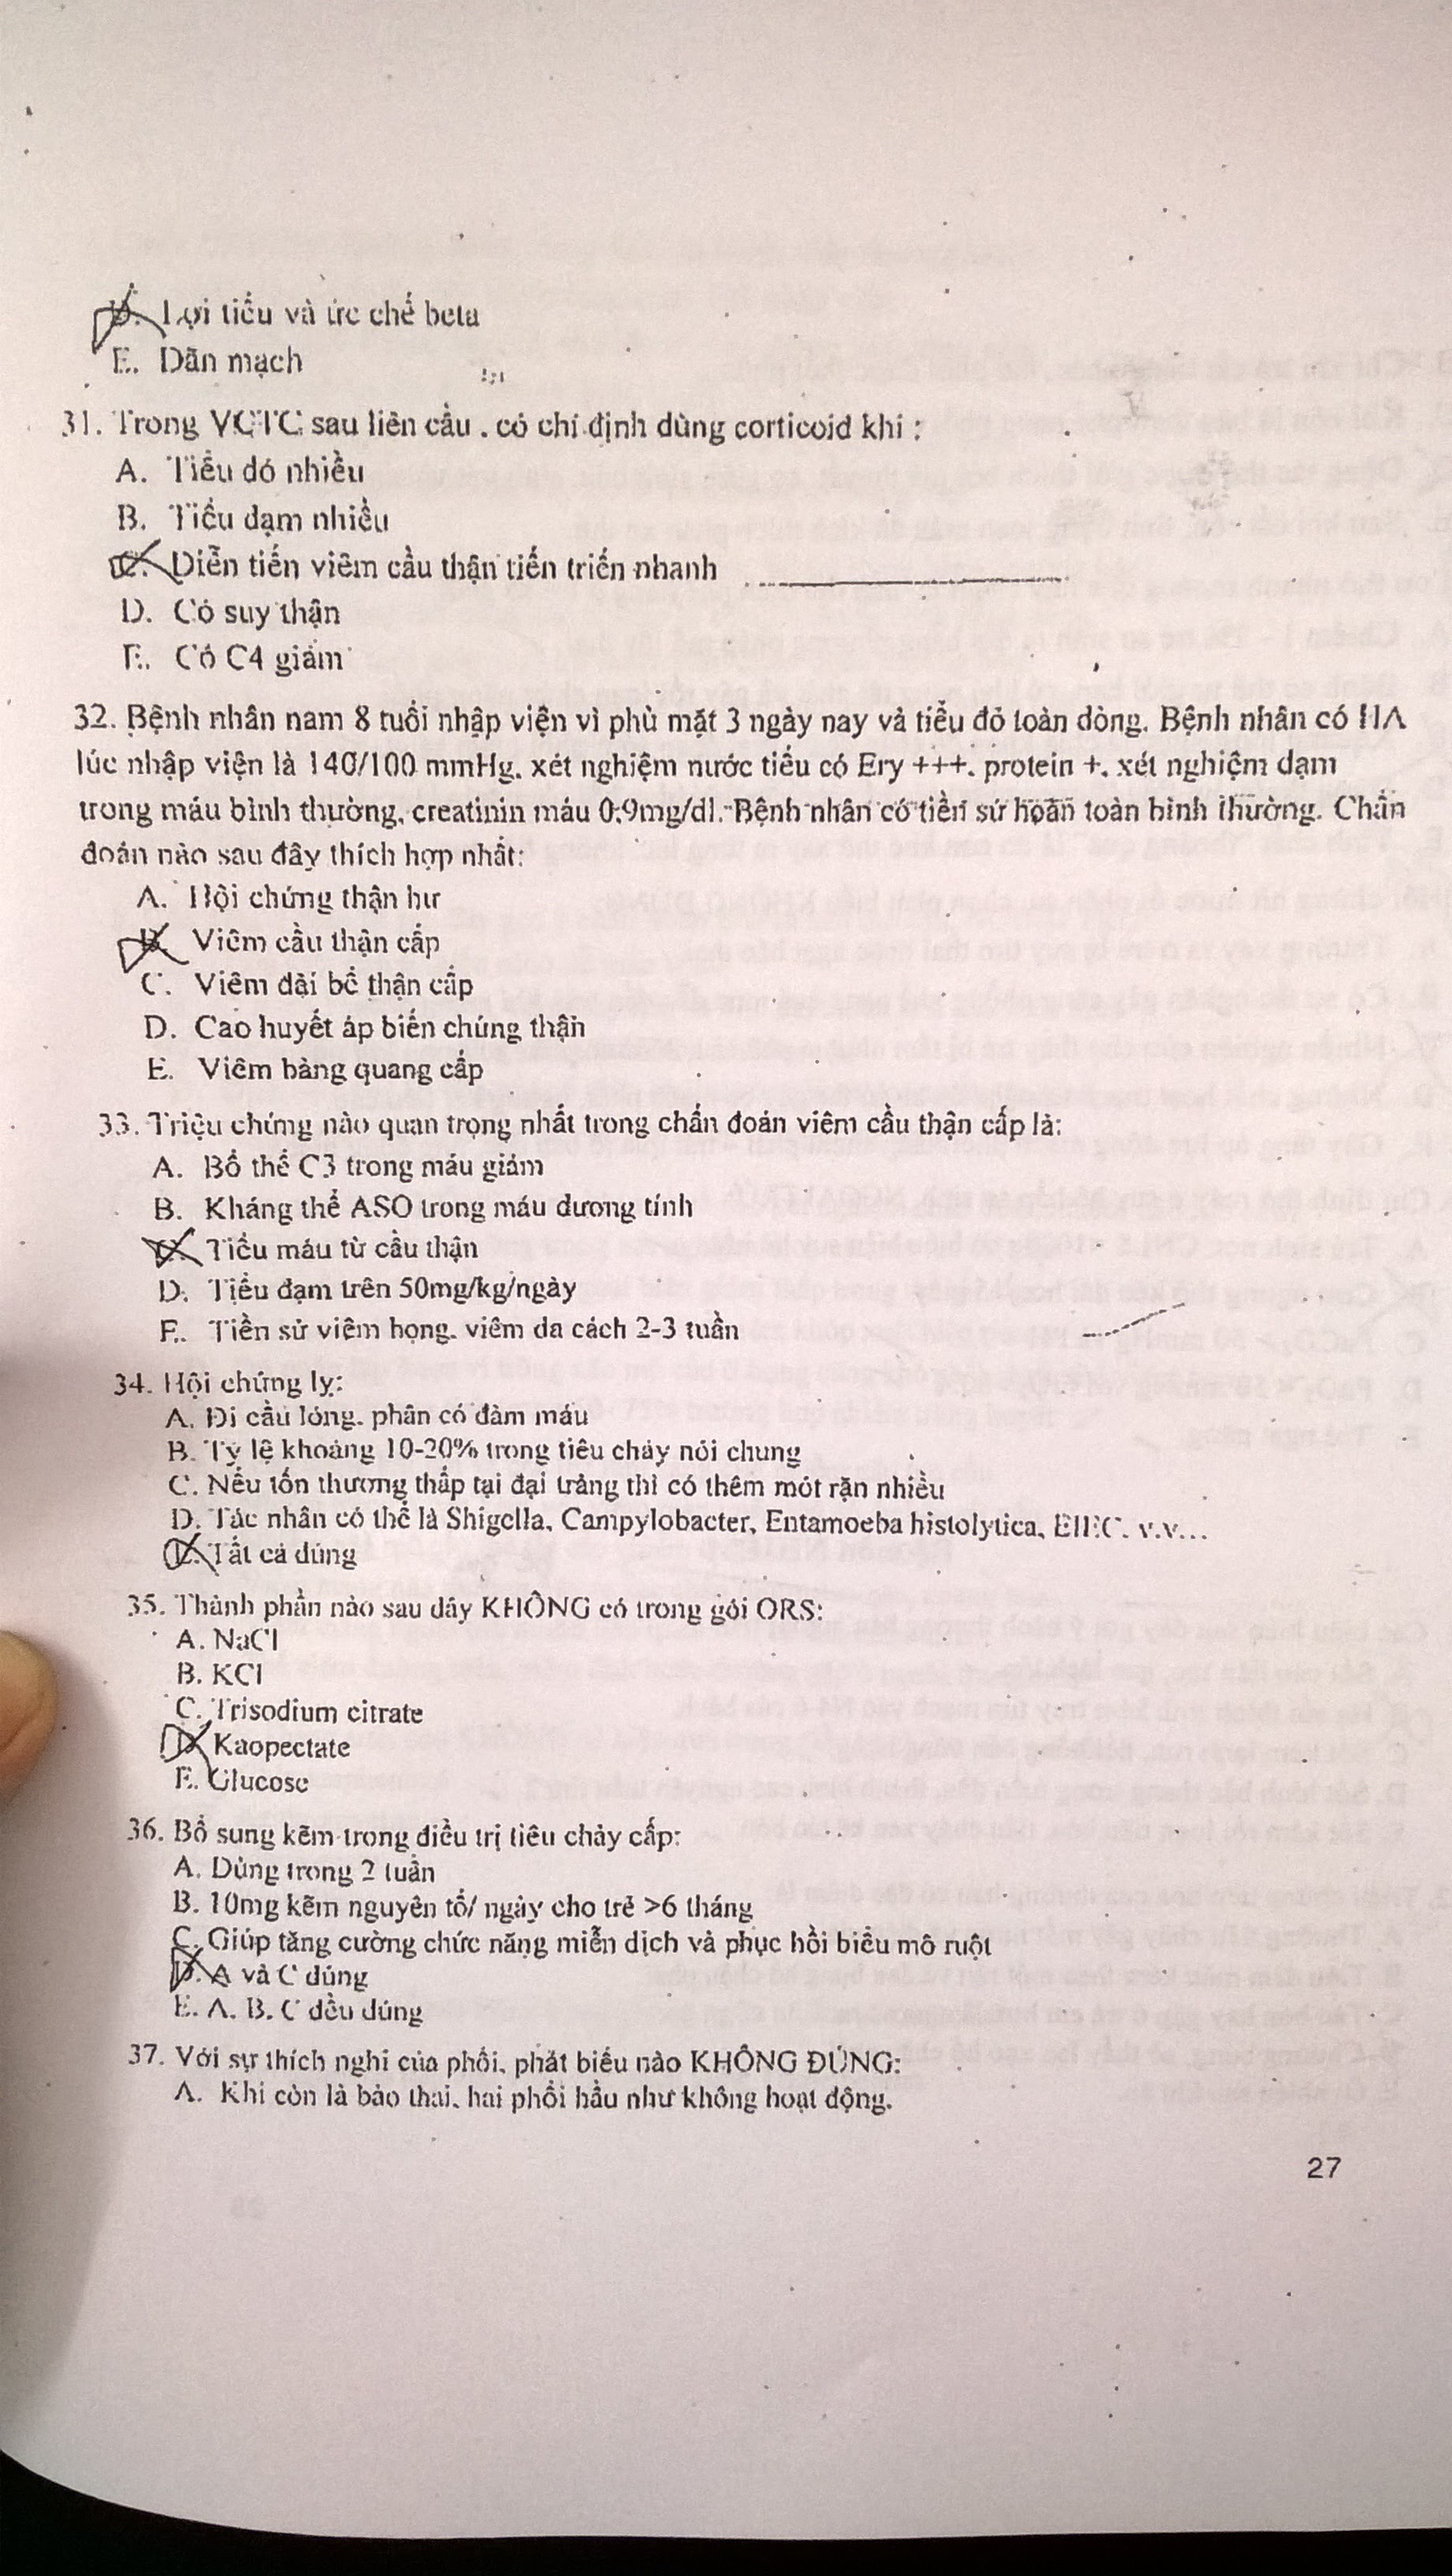 D. Lợi tiểu và ức chế beta
E. Dãn mạch
31. Trong VCTC sau liên cầu, có chỉ định dùng corticoid khi :
A. Tiểu đỏ nhiều
B. Tiểu đạm nhiều
C. Diễn tiến viêm cầu thận tiến triển nhanh
D. Có suy thận
E. Có C4 giảm
32. Bệnh nhân nam 8 tuổi nhập viện vì phù mặt 3 ngày nay và tiểu đỏ toàn dòng. Bệnh nhân có HA
lúc nhập viện là 140/100 mmHg, xét nghiệm nước tiểu có Ery +++, protein +, xét nghiệm đạm
trong máu bình thường, creatinin máu 0,9mg/dl. Bệnh nhân có tiền sử hoàn toàn bình thường. Chẩn
đoán nào sau đây thích hợp nhất:
A. Hội chứng thận hư
B. Viêm cầu thận cấp
C. Viêm đài bể thận cấp
D. Cao huyết áp biến chứng thận
E. Viêm bàng quang cấp
33. Triệu chứng nào quan trọng nhất trong chẩn đoán viêm cầu thận cấp là:
A. Bổ thể C3 trong máu giảm
B. Kháng thể ASO trong máu dương tính
C. Tiểu máu từ cầu thận
D. Tiểu đạm trên 50mg/kg/ngày
E. Tiền sử viêm họng, viêm da cách 2-3 tuần
34. Hội chứng lỵ:
A. Đi cầu lỏng, phân có đàm máu
B. Tỷ lệ khoảng 10-20% trong tiêu chảy nói chung
C. Nếu tổn thương thấp tại đại tràng thì có thêm mót rặn nhiều
D. Tác nhân có thể là Shigella, Campylobacter, Entamoeba histolytica, EIEC, v.v...
E. Tất cả đúng
35. Thành phần nào sau đây KHÔNG có trong gói ORS:
A. NaCl
B. KCl
C. Trisodium citrate
D. Kaopectate
E. Glucose
36. Bổ sung kẽm trong điều trị tiêu chảy cấp:
A. Dùng trong 2 tuần
B. 10mg kẽm nguyên tố/ ngày cho trẻ >6 tháng
C. Giúp tăng cường chức năng miễn dịch và phục hồi biểu mô ruột
D. A và C đúng
E. A, B, C đều đúng
37. Với sự thích nghi của phổi, phát biểu nào KHÔNG ĐÚNG:
A. Khi còn là bào thai, hai phổi hầu như không hoạt động.
27